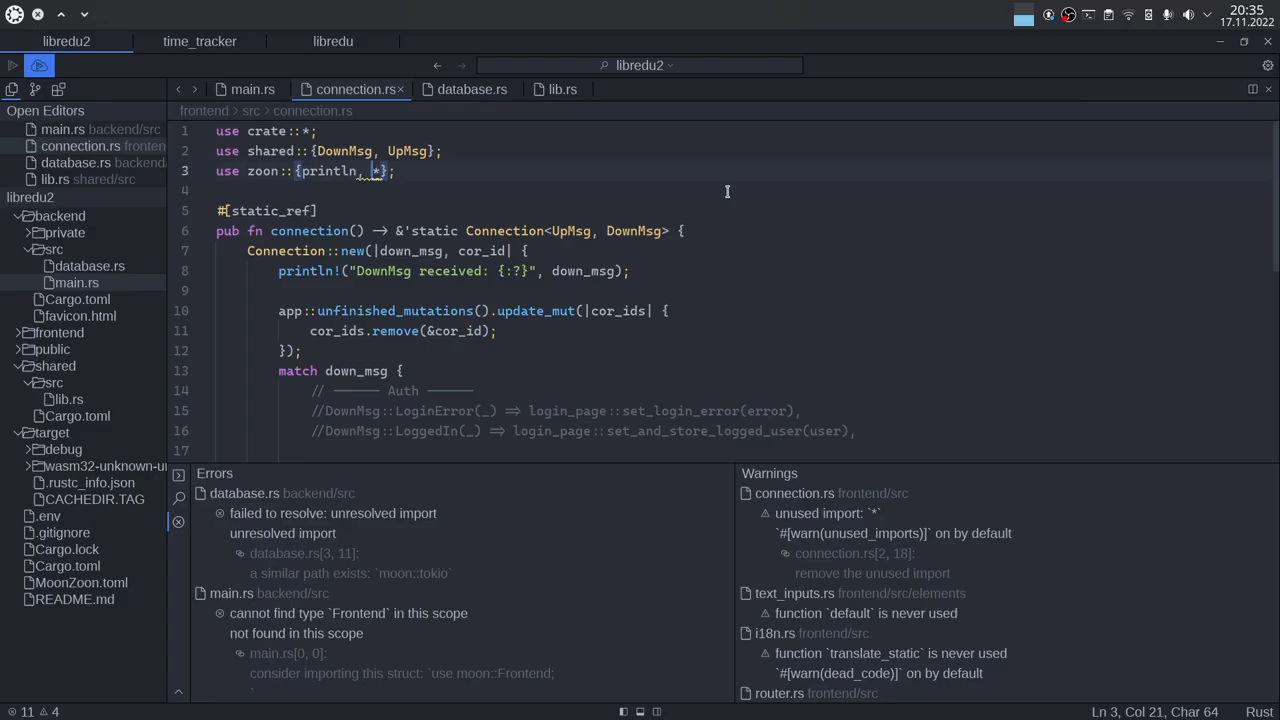 20:35
17.11.2022
libredu2
time_tracker
libredu
libredu2
main.rs
connection.rs×
database.rs
lib.rs
Open Editors
main.rs backend/src
connection.rs fronten
database.rs backend/s
lib.rs shared/src
libredu2
backend
private
src
database.rs
main.rs
Cargo.toml
favicon.html
frontend
public
shared
src
lib.rs
Cargo.toml
target
debug
wasm32-unknown-u
.rustc_info.json
CACHEDIR.TAG
.env
.gitignore
Cargo.lock
Cargo.toml
MoonZoon.toml
README.md
frontend> src> connection.rs
1 use crate::*;
2 use shared::{DownMsg, UpMsg};
3 use zoon::{println, *};
4
5 #[static_ref]
6 pub fn connection() -> &'static Connection<UpMsg, DownMsg> {
7 Connection::new(|down_msg, cor_id| {
8 println!("DownMsg received: {:?}", down_msg);
9
10 app::unfinished_mutations().update_mut(|cor_ids| {
11 cor_ids.remove(&cor_id);
12 });
13 match down_msg {
14 // ------ Auth ------
15 //DownMsg::LoginError(_) => login_page::set_login_error(error),
16 //DownMsg::LoggedIn(_) => login_page::set_and_store_logged_user(user),
17
Errors
database.rs backend/src
failed to resolve: unresolved import
unresolved import
database.rs[3, 11]:
a similar path exists: `moon::tokio`
main.rs backend/src
cannot find type `Frontend` in this scope
not found in this scope
main.rs[0, 0]:
consider importing this struct: `use moon::Frontend;
`
Warnings
connection.rs frontend/src
unused import: `*`
`#[warn(unused_imports)]` on by default
connection.rs[2, 18]:
remove the unused import
text_inputs.rs frontend/src/elements
function `default` is never used
i18n.rs frontend/src
function `translate_static` is never used
`#[warn(dead_code)]` on by default
router.rs frontend/src
11 4
Ln 3, Col 21, Char 64
Rust